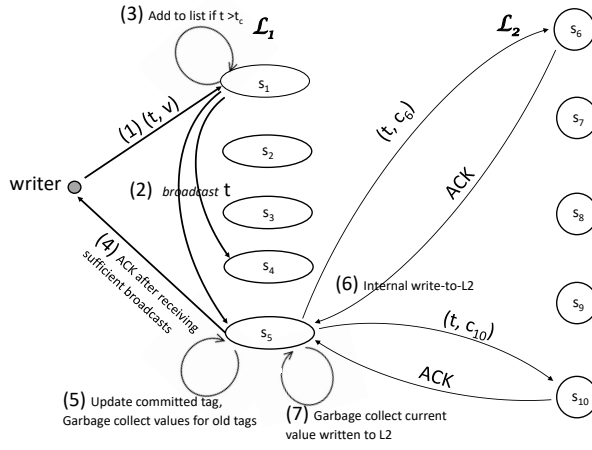 (3) Add to list if t >t_c
𝓛₁
𝓛₂
s₁
s₂
s₃
s₄
s₅
s₆
s₇
s₈
s₉
s₁₀
writer
(1) (t, v)
(2) broadcast t
(4) ACK after receiving
sufficient broadcasts
(t, c₆)
ACK
(6) Internal write-to-L2
(t, c₁₀)
ACK
(5) Update committed tag,
Garbage collect values for old tags
(7) Garbage collect current
value written to L2